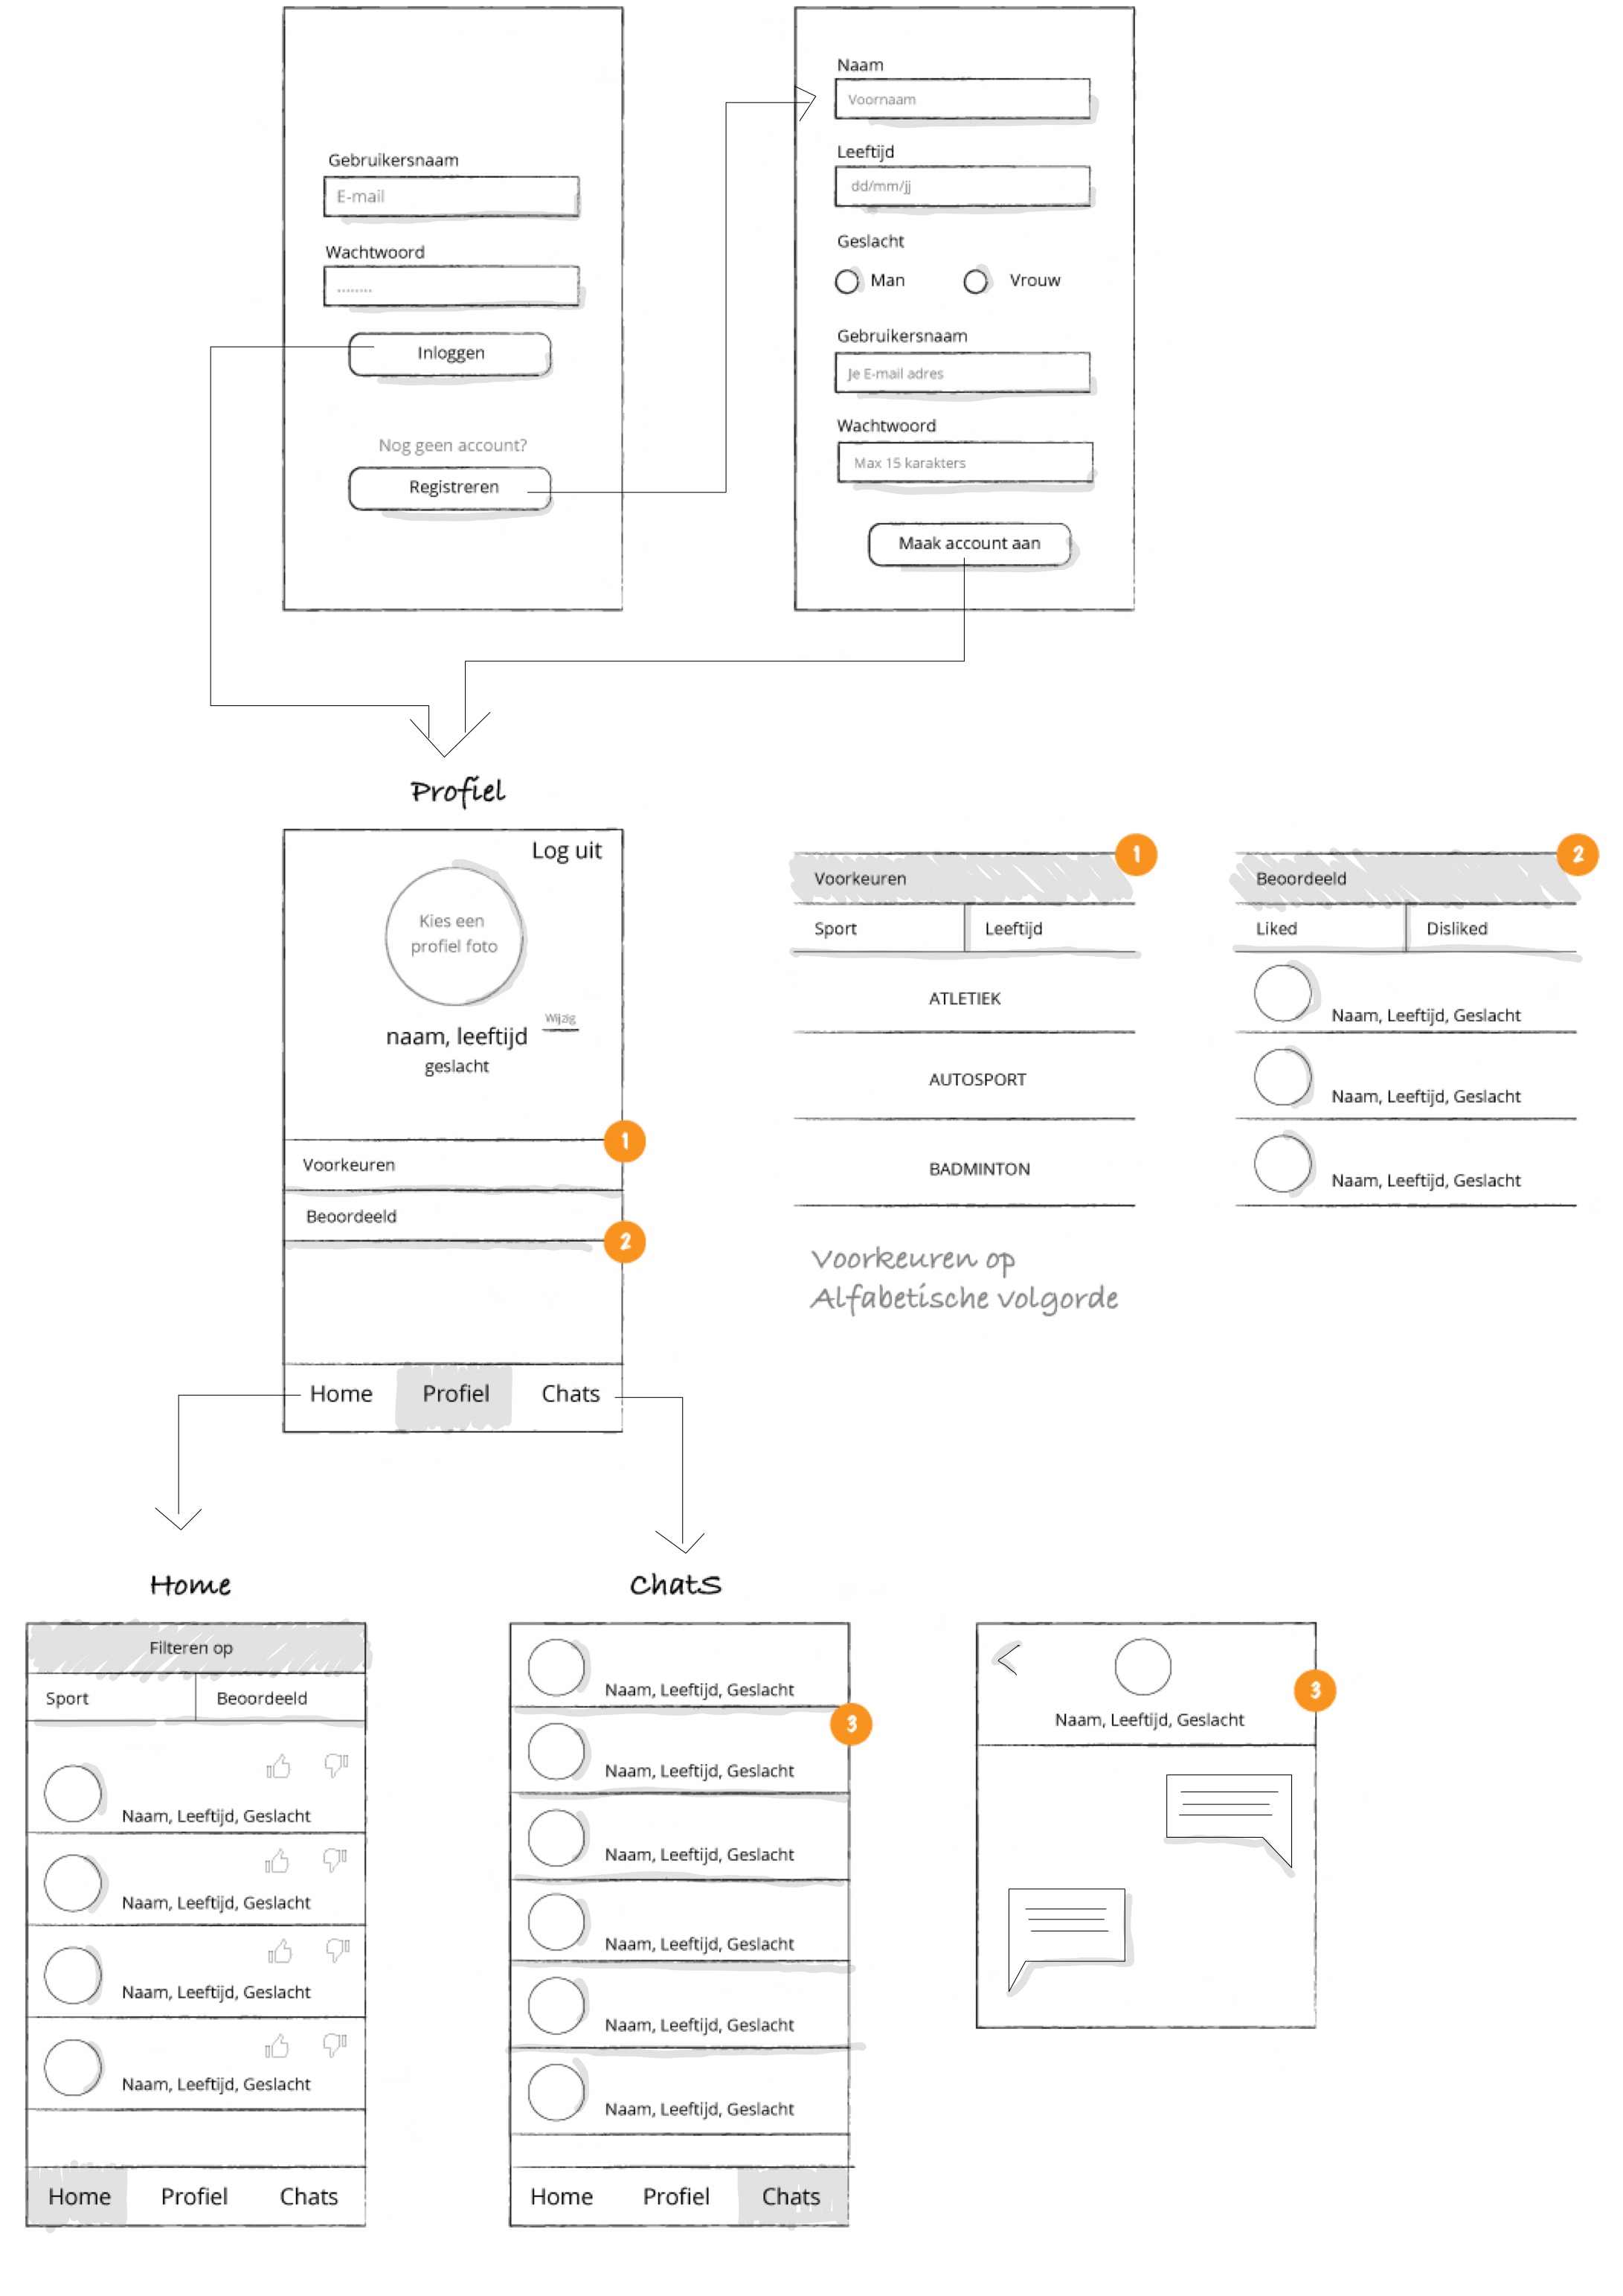 Gebruikersnaam
E-mail
Wachtwoord
........
Inloggen
Nog geen account?
Registreren
Naam
Voornaam
Leeftijd
dd/mm/jj
Geslacht
Man
Vrouw
Gebruikersnaam
Je E-mail adres
Wachtwoord
Max 15 karakters
Maak account aan
Profiel
Log uit
Kies een
profiel foto
Wijzig
naam, leeftijd
geslacht
1
Voorkeuren
Beoordeeld
2
Home
Profiel
Chats
1
Voorkeuren
Sport
Leeftijd
ATLETIEK
AUTOSPORT
BADMINTON
Voorkeuren op
Alfabetische volgorde
2
Beoordeeld
Liked
Disliked
Naam, Leeftijd, Geslacht
Naam, Leeftijd, Geslacht
Naam, Leeftijd, Geslacht
Home
Filteren op
Sport
Beoordeeld
Naam, Leeftijd, Geslacht
Naam, Leeftijd, Geslacht
Naam, Leeftijd, Geslacht
Naam, Leeftijd, Geslacht
Home
Profiel
Chats
ChatS
Naam, Leeftijd, Geslacht
3
Naam, Leeftijd, Geslacht
Naam, Leeftijd, Geslacht
Naam, Leeftijd, Geslacht
Naam, Leeftijd, Geslacht
Naam, Leeftijd, Geslacht
Home
Profiel
Chats
3
Naam, Leeftijd, Geslacht